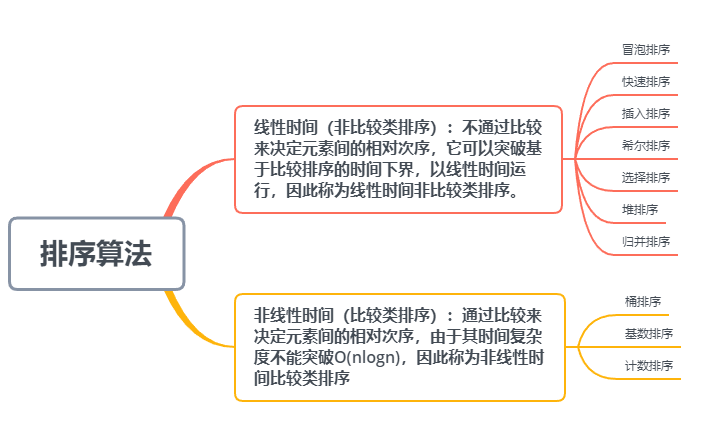 排序算法
线性时间（非比较类排序）：不通过比较
来决定元素间的相对次序，它可以突破基
于比较排序的时间下界，以线性时间运
行，因此称为线性时间非比较类排序。
冒泡排序
快速排序
插入排序
希尔排序
选择排序
堆排序
归并排序
非线性时间（比较类排序）：通过比较来
决定元素间的相对次序，由于其时间复杂
度不能突破O(nlogn)，因此称为非线性时
间比较类排序
桶排序
基数排序
计数排序